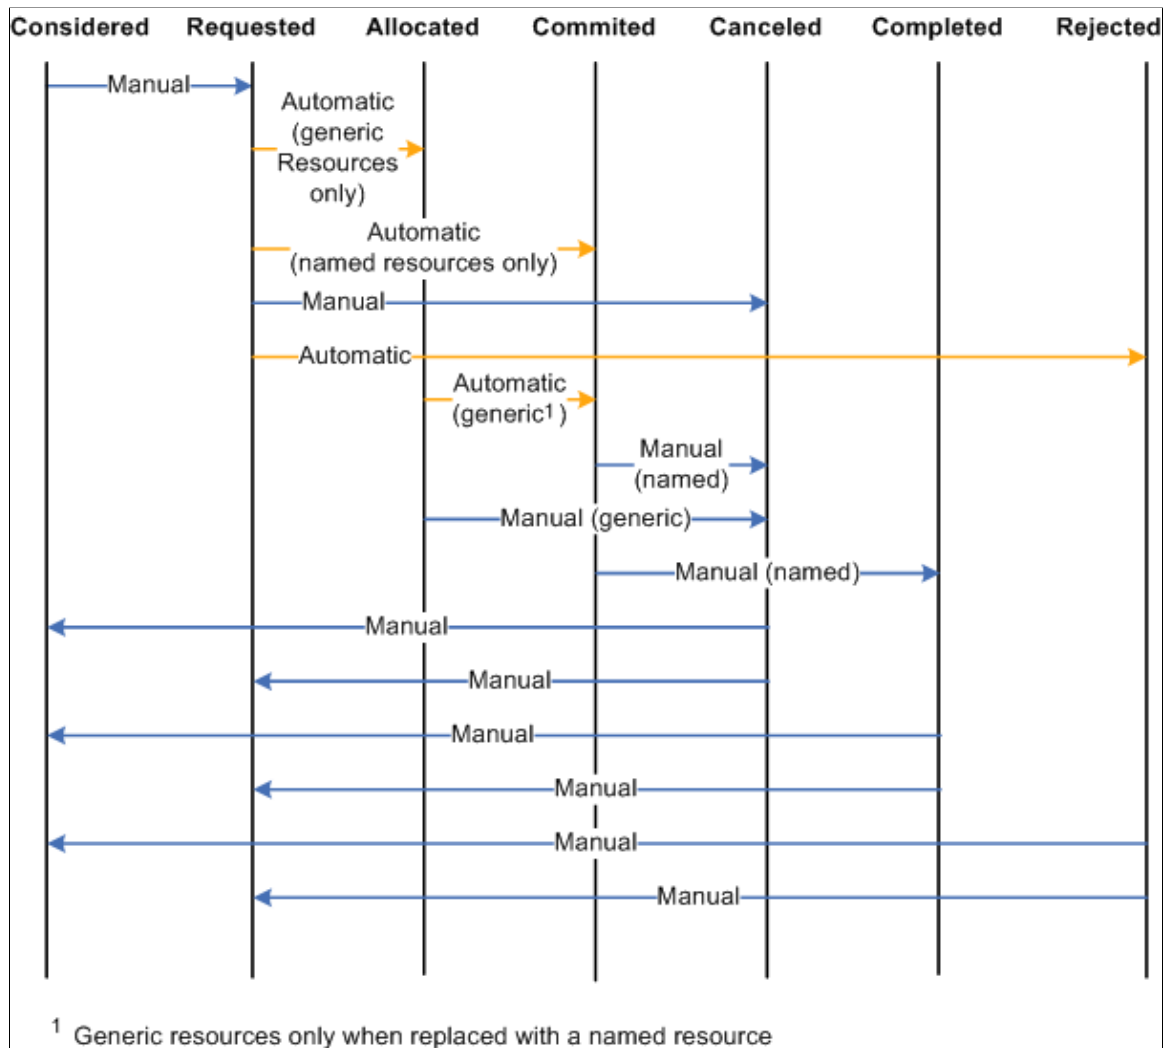 Considered Requested Allocated Commited Canceled Completed Rejected
Manual
Automatic
(generic
Resources
only)
Automatic
(named resources only)
Manual
Automatic
Automatic
(generic1)
Manual
(named)
Manual (generic)
Manual (named)
Manual
Manual
Manual
Manual
Manual
Manual
1 Generic resources only when replaced with a named resource